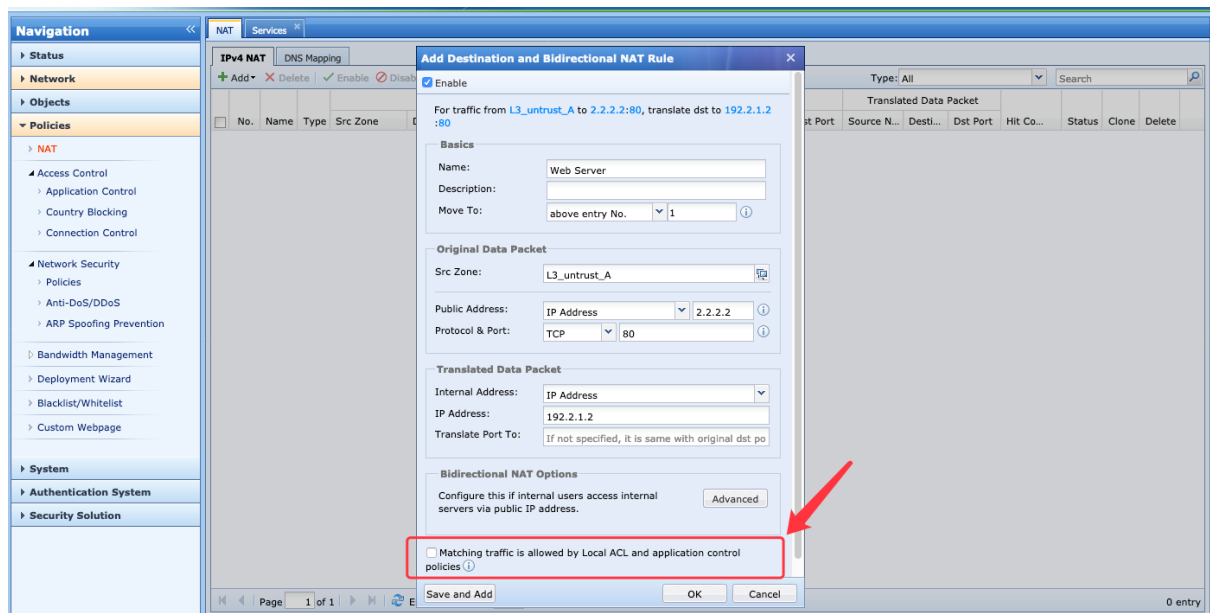 Navigation
Status
Network
Objects
Policies
NAT
Access Control
Application Control
Country Blocking
Connection Control
Network Security
Policies
Anti-DoS/DDoS
ARP Spoofing Prevention
Bandwidth Management
Deployment Wizard
Blacklist/Whitelist
Custom Webpage
System
Authentication System
Security Solution
NAT Services
IPv4 NAT DNS Mapping
Add Delete Enable Disab Type: All Search
Translated Data Packet
No. Name Type Src Zone D st Port Source N... Desti... Dst Port Hit Co... Status Clone Delete
Add Destination and Bidirectional NAT Rule
Enable
For traffic from L3_untrust_A to 2.2.2.2:80, translate dst to 192.2.1.2
:80
Basics
Name: Web Server
Description:
Move To: above entry No. 1
Original Data Packet
Src Zone: L3_untrust_A
Public Address: IP Address 2.2.2.2
Protocol & Port: TCP 80
Translated Data Packet
Internal Address: IP Address
IP Address: 192.2.1.2
Translate Port To: If not specified, it is same with original dst po
Bidirectional NAT Options
Configure this if internal users access internal
servers via public IP address.
Advanced
Matching traffic is allowed by Local ACL and application control
policies
Save and Add OK Cancel
Page 1 of 1 E 0 entry